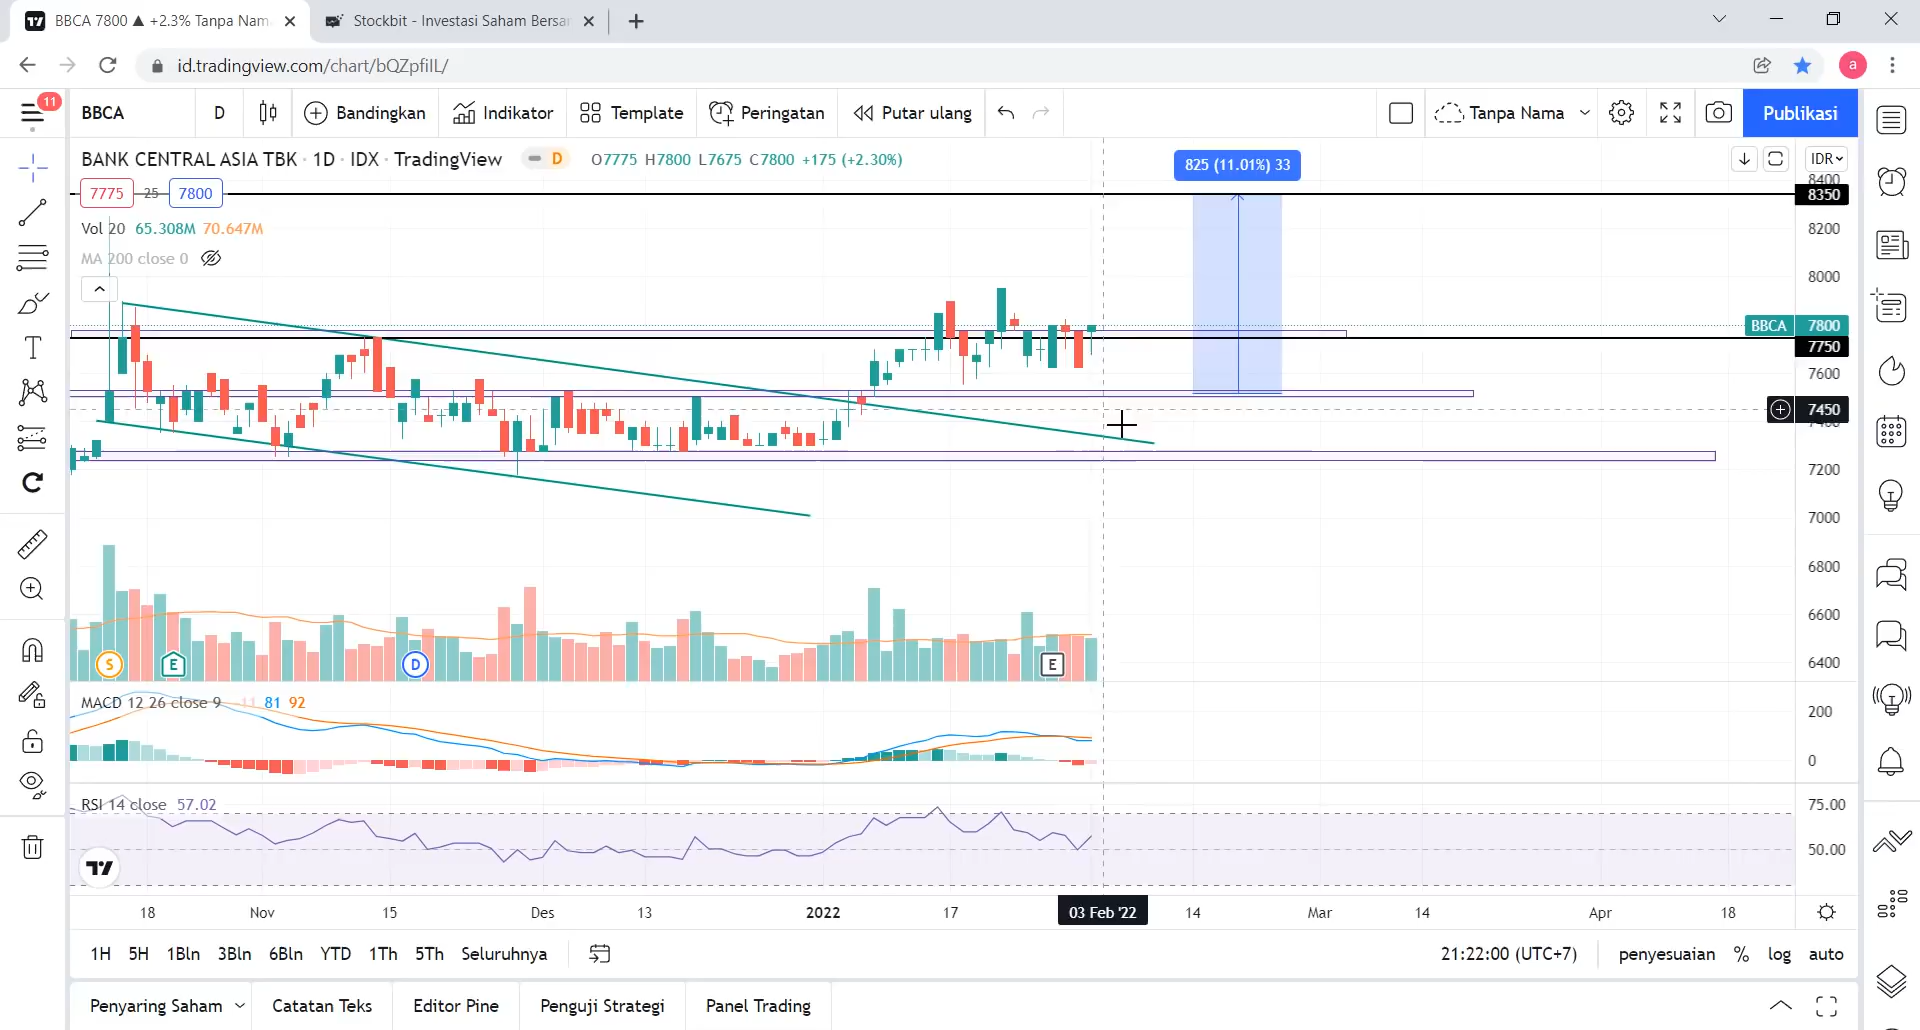 BBCA 7800 ▲ +2.3% Tanpa Nam
Stockbit - Investasi Saham Bersa
id.tradingview.com/chart/bQZpfiIL/
a
11
BBCA
D
Bandingkan
Indikator
Template
Peringatan
Putar ulang
Tanpa Nama
Publikasi
BANK CENTRAL ASIA TBK · 1D · IDX · TradingView
D
O7775 H7800 L7675 C7800 +175 (+2.30%)
825 (11.01%) 33
IDR
8400
8350
7775
25
7800
Vol 20 65.308M 70.647M
8200
MA 200 close 0
8000
BBCA 7800
7750
7600
7450
7400
7200
7000
6800
6600
6400
S
E
D
E
MACD 12 26 close 9 -11 81 92
200
0
RSI 14 close 57.02
75.00
50.00
18
Nov
15
Des
13
2022
17
03 Feb '22
14
Mar
14
Apr
18
1H 5H 1Bln 3Bln 6Bln YTD 1Th 5Th Seluruhnya
21:22:00 (UTC+7)
penyesuaian % log auto
Penyaring Saham
Catatan Teks
Editor Pine
Penguji Strategi
Panel Trading